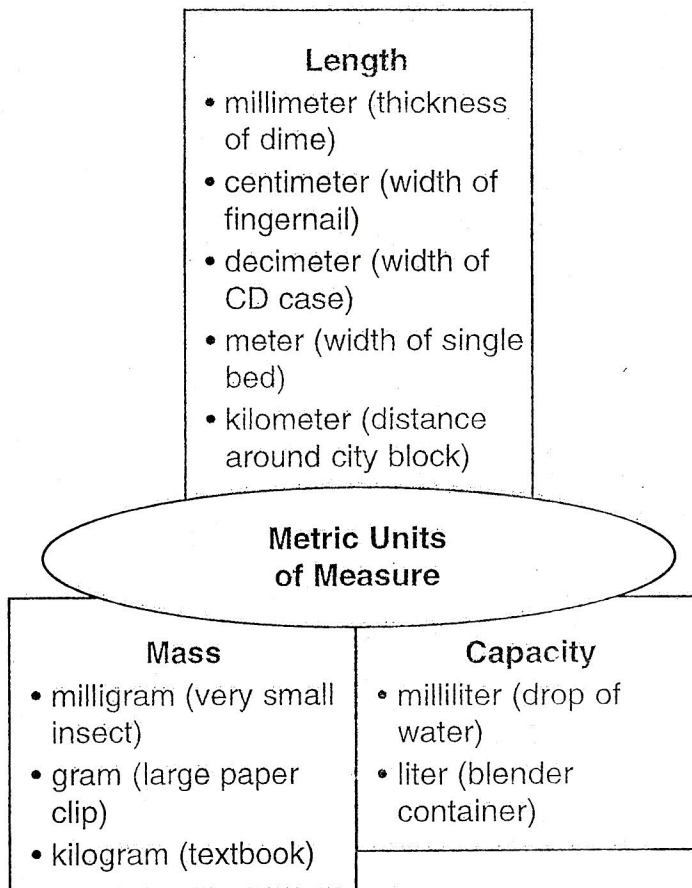 Length
• millimeter (thickness
of dime)
• centimeter (width of
fingernail)
• decimeter (width of
CD case)
• meter (width of single
bed)
• kilometer (distance
around city block)
Metric Units
of Measure
Mass
• milligram (very small
insect)
• gram (large paper
clip)
• kilogram (textbook)
Capacity
• milliliter (drop of
water)
• liter (blender
container)